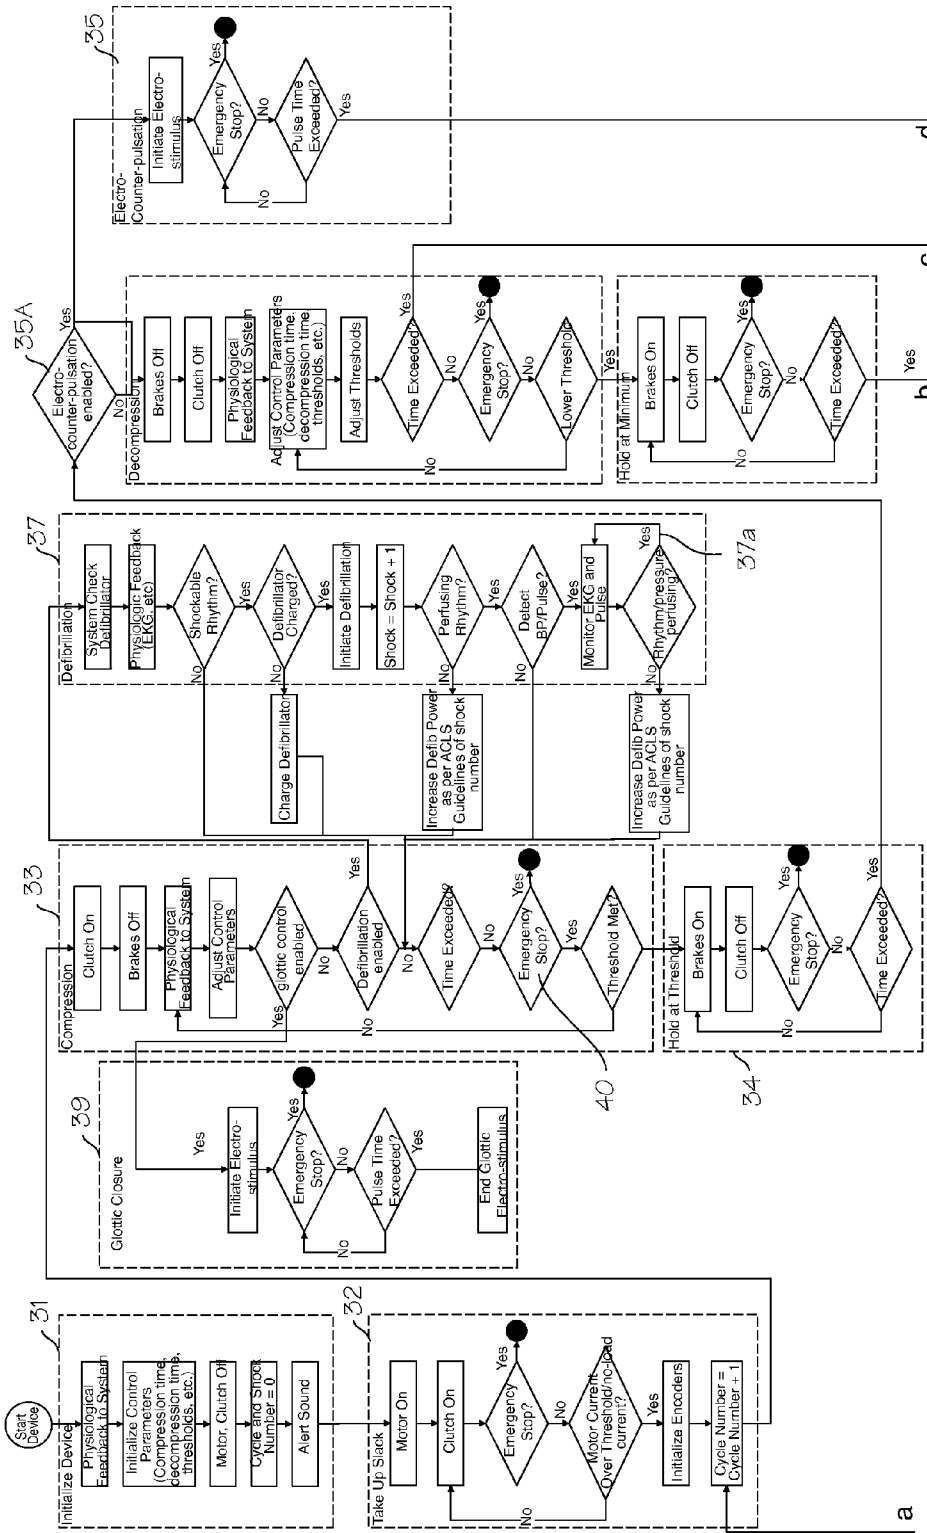 Start
Device
31
Initialize Device
Physiological
Feedback to System
Initialize Control
Parameters
(Compression time,
decompression time,
thresholds, etc.)
Motor, Clutch Off
Cycle and Shock
Number = 0
Alert Sound
32
Take Up Slack
Motor On
Clutch On
Emergency
Stop?
Yes
No
Motor Current
Over Threshold/no-load
current?
No
Yes
Initialize Encoders
Cycle Number =
Cycle Number + 1
a
39
Glottic Closure
Yes
Initiate Electro-
stimulus
Emergency
Stop?
Yes
No
Pulse Time
Exceeded?
No
Yes
End Glottic
Electro-stimulus
33
Compression
Clutch On
Brakes Off
Physiological
Feedback to System
Adjust Control
Parameters
glottic control
enabled
Yes
No
Defibrillation
enabled
Yes
No
Time Exceeded?
No
Emergency
Stop?
Yes
Yes
Threshold Met?
No
40
34
Hold at Threshold
Brakes On
Clutch Off
Emergency
Stop?
Yes
No
Time Exceeded?
No
Yes
37
Defibrillation
System Check
Defibrillator
Physiologic Feedback
(EKG, etc)
Shockable
Rhythm?
No
Yes
Defibrillator
Charged?
No
Yes
Charge Defibrillator
Initiate Defibrillation
Shock = Shock + 1
Perfusing
Rhythm?
No
Yes
Increase Defib Power
as per ACLS
Guidelines of shock
number
Detect
BP/Pulse?
No
Yes
Monitor EKG and
Pulse
Rhythm/pressure
perfusing?
No
Yes
Increase Defib Power
as per ACLS
Guidelines of shock
number
37a
35A
Electro-
counter-pulsation
enabled?
Yes
No
Decompression
Brakes Off
Clutch Off
Physiological
Feedback to System
Adjust Control Parameters
(Compression time,
decompression time,
thresholds, etc.)
Adjust Thresholds
Time Exceeded?
Yes
No
Emergency
Stop?
Yes
No
Lower Threshold
No
Yes
Hold at Minimum
Brakes On
Clutch Off
Emergency
Stop?
Yes
No
Time Exceeded?
No
Yes
b
c
35
Electro-
Counter-pulsation
Initiate Electro-
stimulus
Emergency
Stop?
Yes
No
Pulse Time
Exceeded?
No
Yes
d